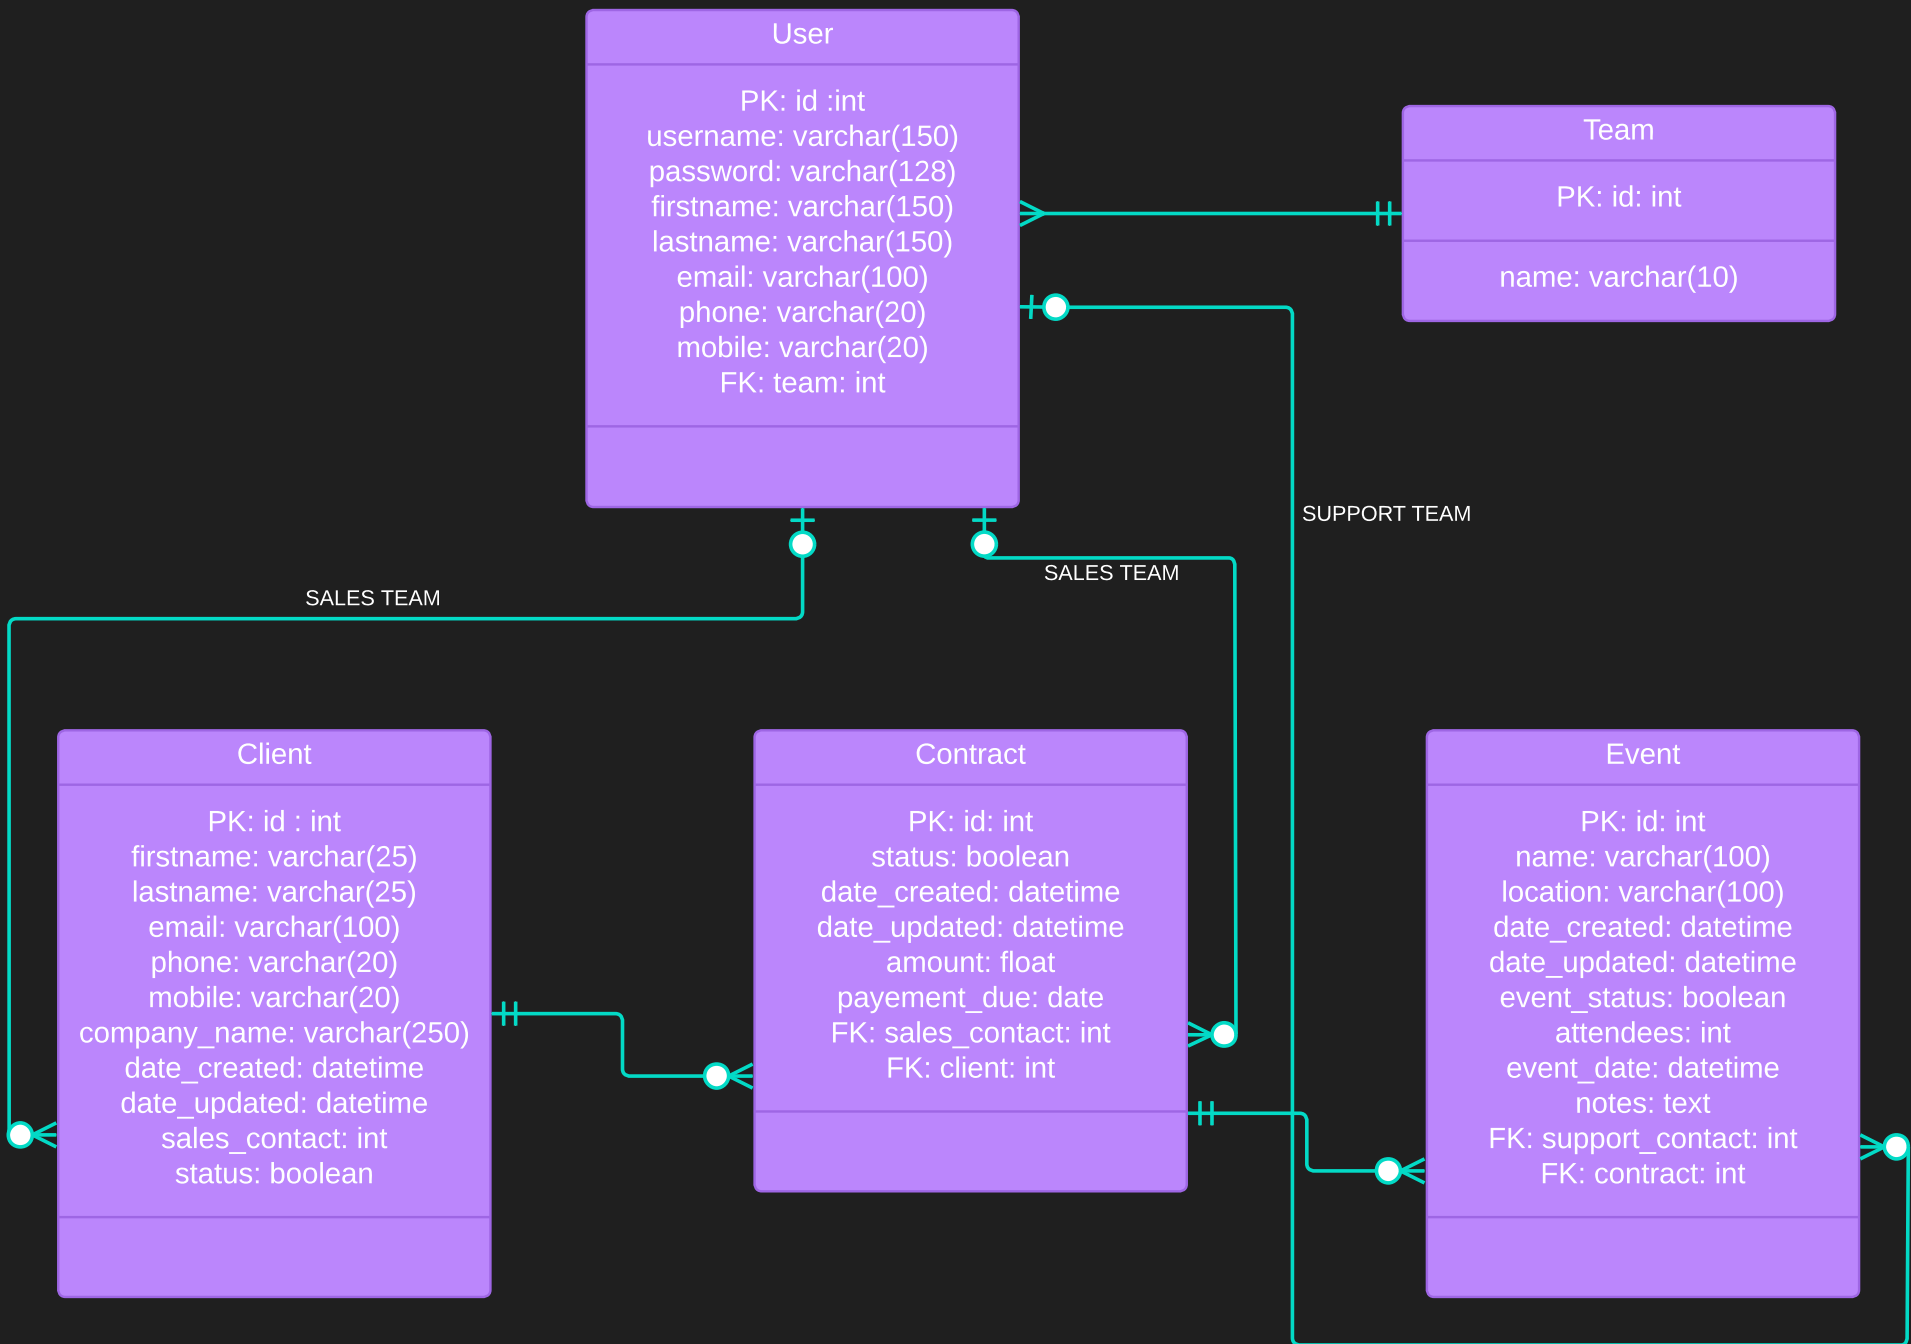 User
PK: id :int
username: varchar(150)
password: varchar(128)
firstname: varchar(150)
lastname: varchar(150)
email: varchar(100)
phone: varchar(20)
mobile: varchar(20)
FK: team: int
Team
PK: id: int
name: varchar(10)
SUPPORT TEAM
SALES TEAM
SALES TEAM
Client
PK: id : int
firstname: varchar(25)
lastname: varchar(25)
email: varchar(100)
phone: varchar(20)
mobile: varchar(20)
company_name: varchar(250)
date_created: datetime
date_updated: datetime
sales_contact: int
status: boolean
Contract
PK: id: int
status: boolean
date_created: datetime
date_updated: datetime
amount: float
payement_due: date
FK: sales_contact: int
FK: client: int
Event
PK: id: int
name: varchar(100)
location: varchar(100)
date_created: datetime
date_updated: datetime
event_status: boolean
attendees: int
event_date: datetime
notes: text
FK: support_contact: int
FK: contract: int